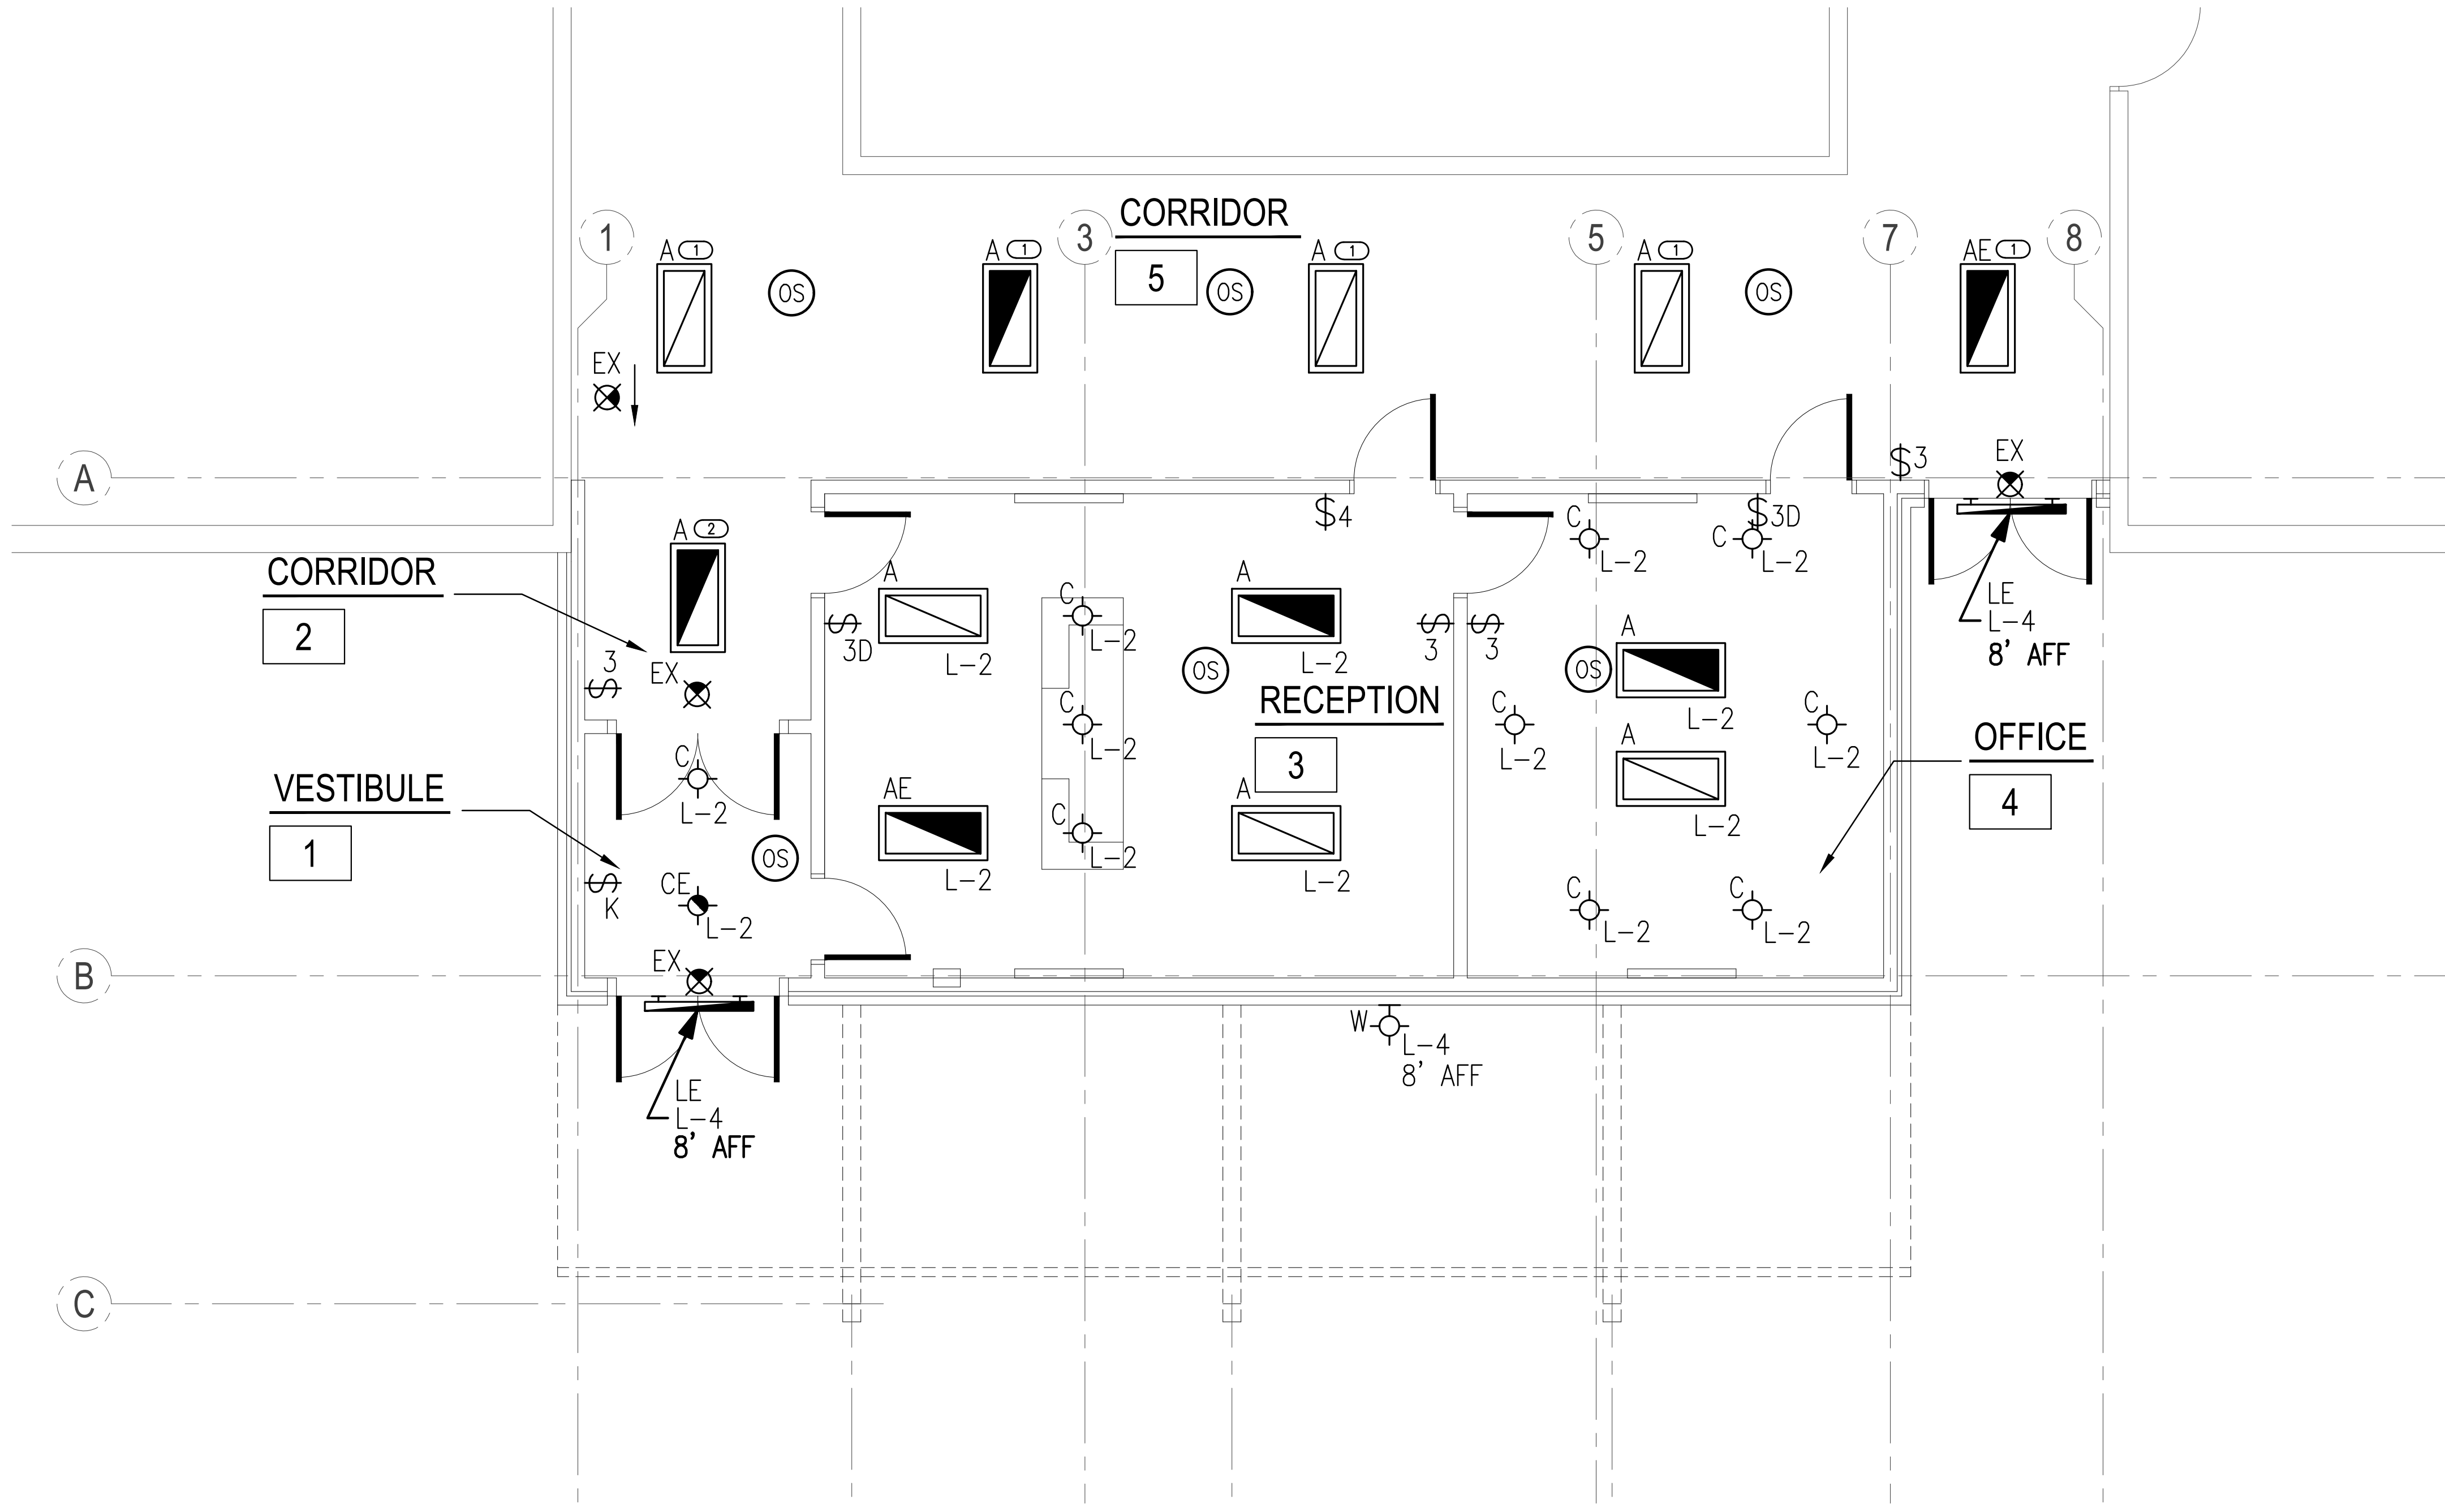 CORRIDOR
5
1
3
5
7
8
A 1
A 1
A 1
A 1
AE 1
OS
OS
OS
EX
A
$3
EX
$4
$3D
A 2
C
L-2
C
L-2
LE
L-4
8' AFF
CORRIDOR
2
A
L-2
A
L-2
C
L-2
$
3D
$
3
$
3
A
L-2
3
$
EX
OS
OS
RECEPTION
3
C
L-2
C
L-2
C
L-2
A
L-2
OFFICE
4
VESTIBULE
1
C
L-2
AE
L-2
A
L-2
C
L-2
OS
$
K
CE
L-2
C
L-2
C
L-2
B
EX
W
L-4
8' AFF
LE
L-4
8' AFF
C